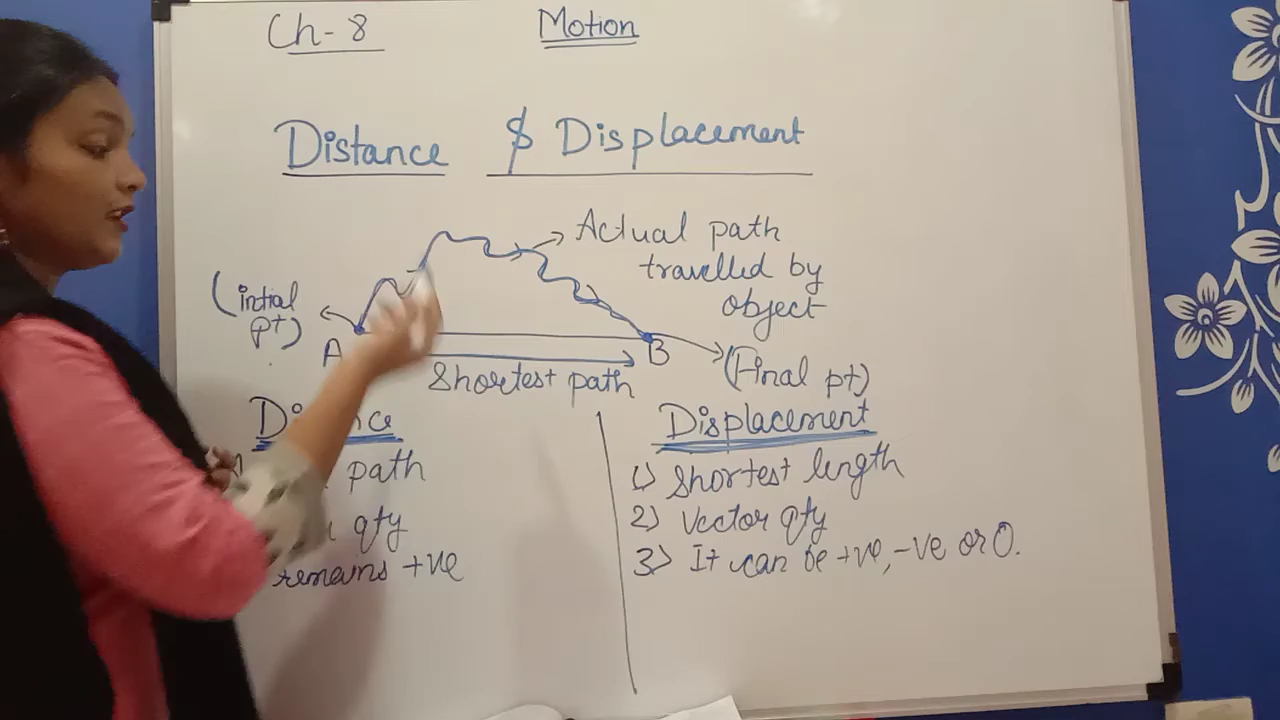 Ch-8 Motion
Distance & Displacement
Actual path
travelled by
object
(intial
pt)
A
B
Shortest path
(Final pt)
path
qty
remains +ve
Displacement
1) Shortest length
2) Vector qty
3) It can be +ve, -ve or 0.